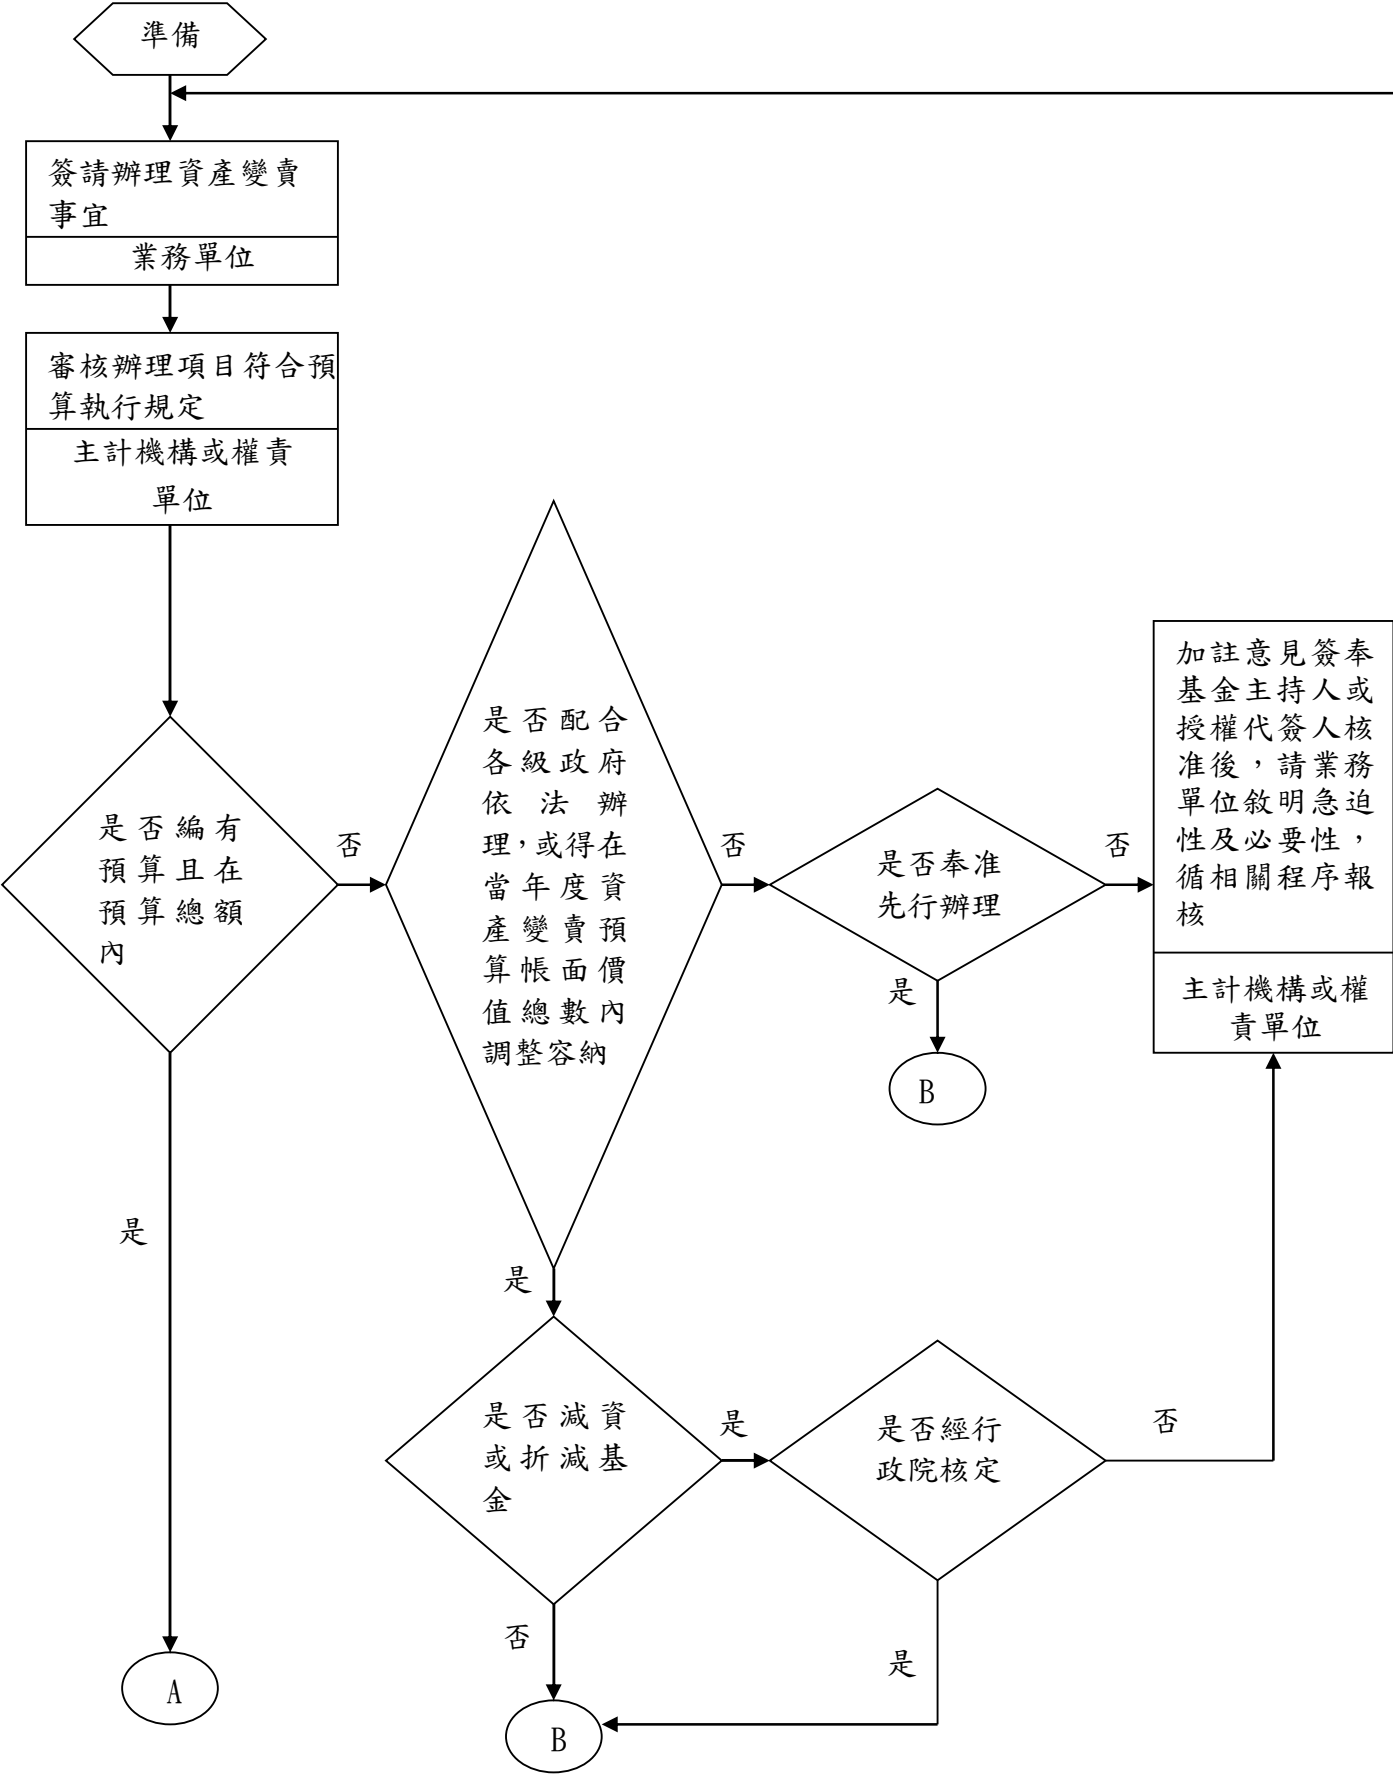 準備
簽請辦理資產變賣
事宜
業務單位
審核辦理項目符合預
算執行規定
主計機構或權責
單位
是否編有
預算且在
預算總額
內
否
是
是否配合
各級政府
依法辦
理，或得在
當年度資
產變賣預
算帳面價
值總數內
調整容納
否
是
是否奉准
先行辦理
否
是
B
加註意見簽奉
基金主持人或
授權代簽人核
准後，請業務
單位敘明急迫
性及必要性，
循相關程序報
核
主計機構或權
責單位
是否減資
或折減基
金
是
否
是否經行
政院核定
否
是
A
B